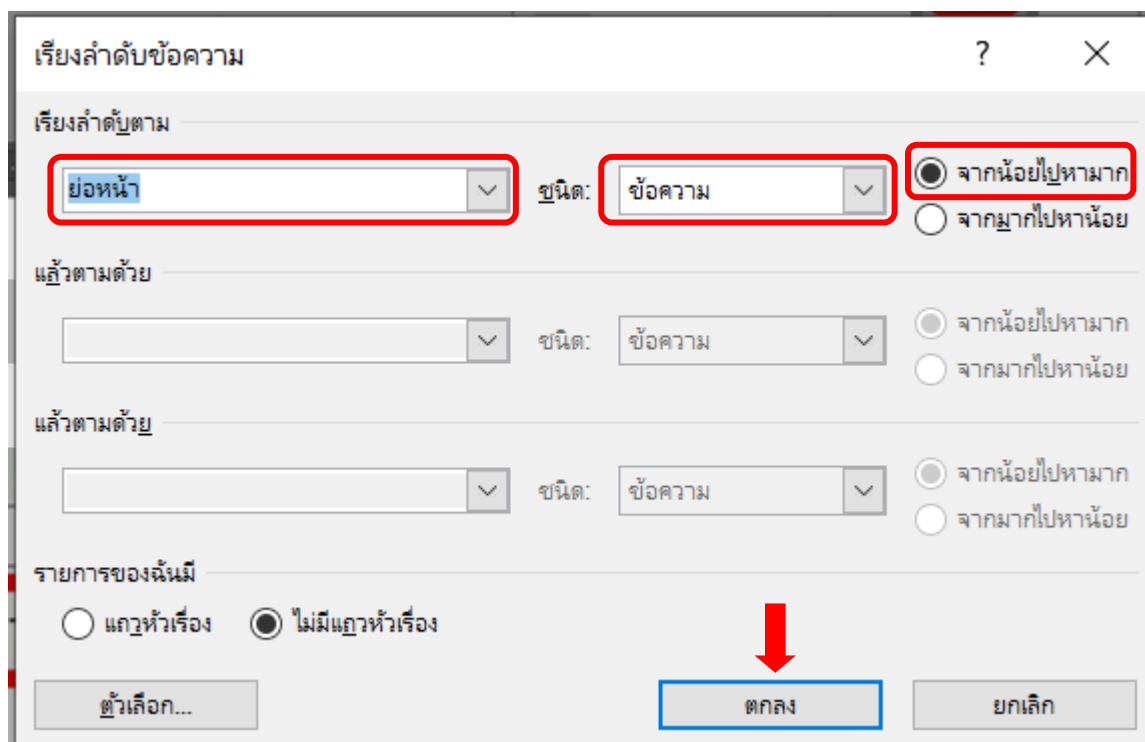 เรียงลำดับข้อความ ?
เรียงลำดับตาม
ย่อหน้า ชนิด: ข้อความ จากน้อยไปหามาก
จากมากไปหาน้อย
แล้วตามด้วย
ชนิด: ข้อความ จากน้อยไปหามาก
จากมากไปหาน้อย
แล้วตามด้วย
ชนิด: ข้อความ จากน้อยไปหามาก
จากมากไปหาน้อย
รายการของฉันมี
แถวหัวเรื่อง ไม่มีแถวหัวเรื่อง
ตัวเลือก... ตกลง ยกเลิก